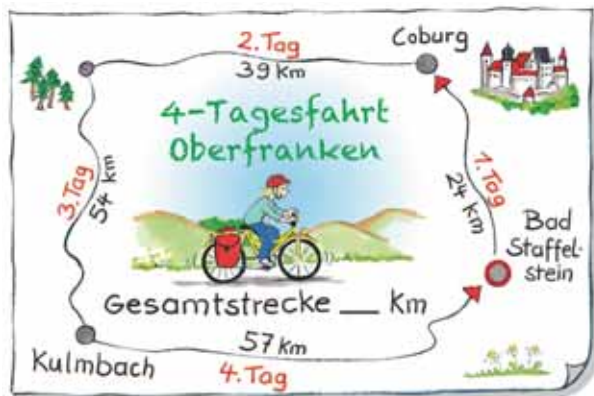 2. Tag
39 km
Coburg
4-Tagesfahrt
Oberfranken
3. Tag
54 km
1. Tag
24 km
Bad
Staffel-
stein
Gesamtstrecke __ km
Kulmbach
57 km
4. Tag